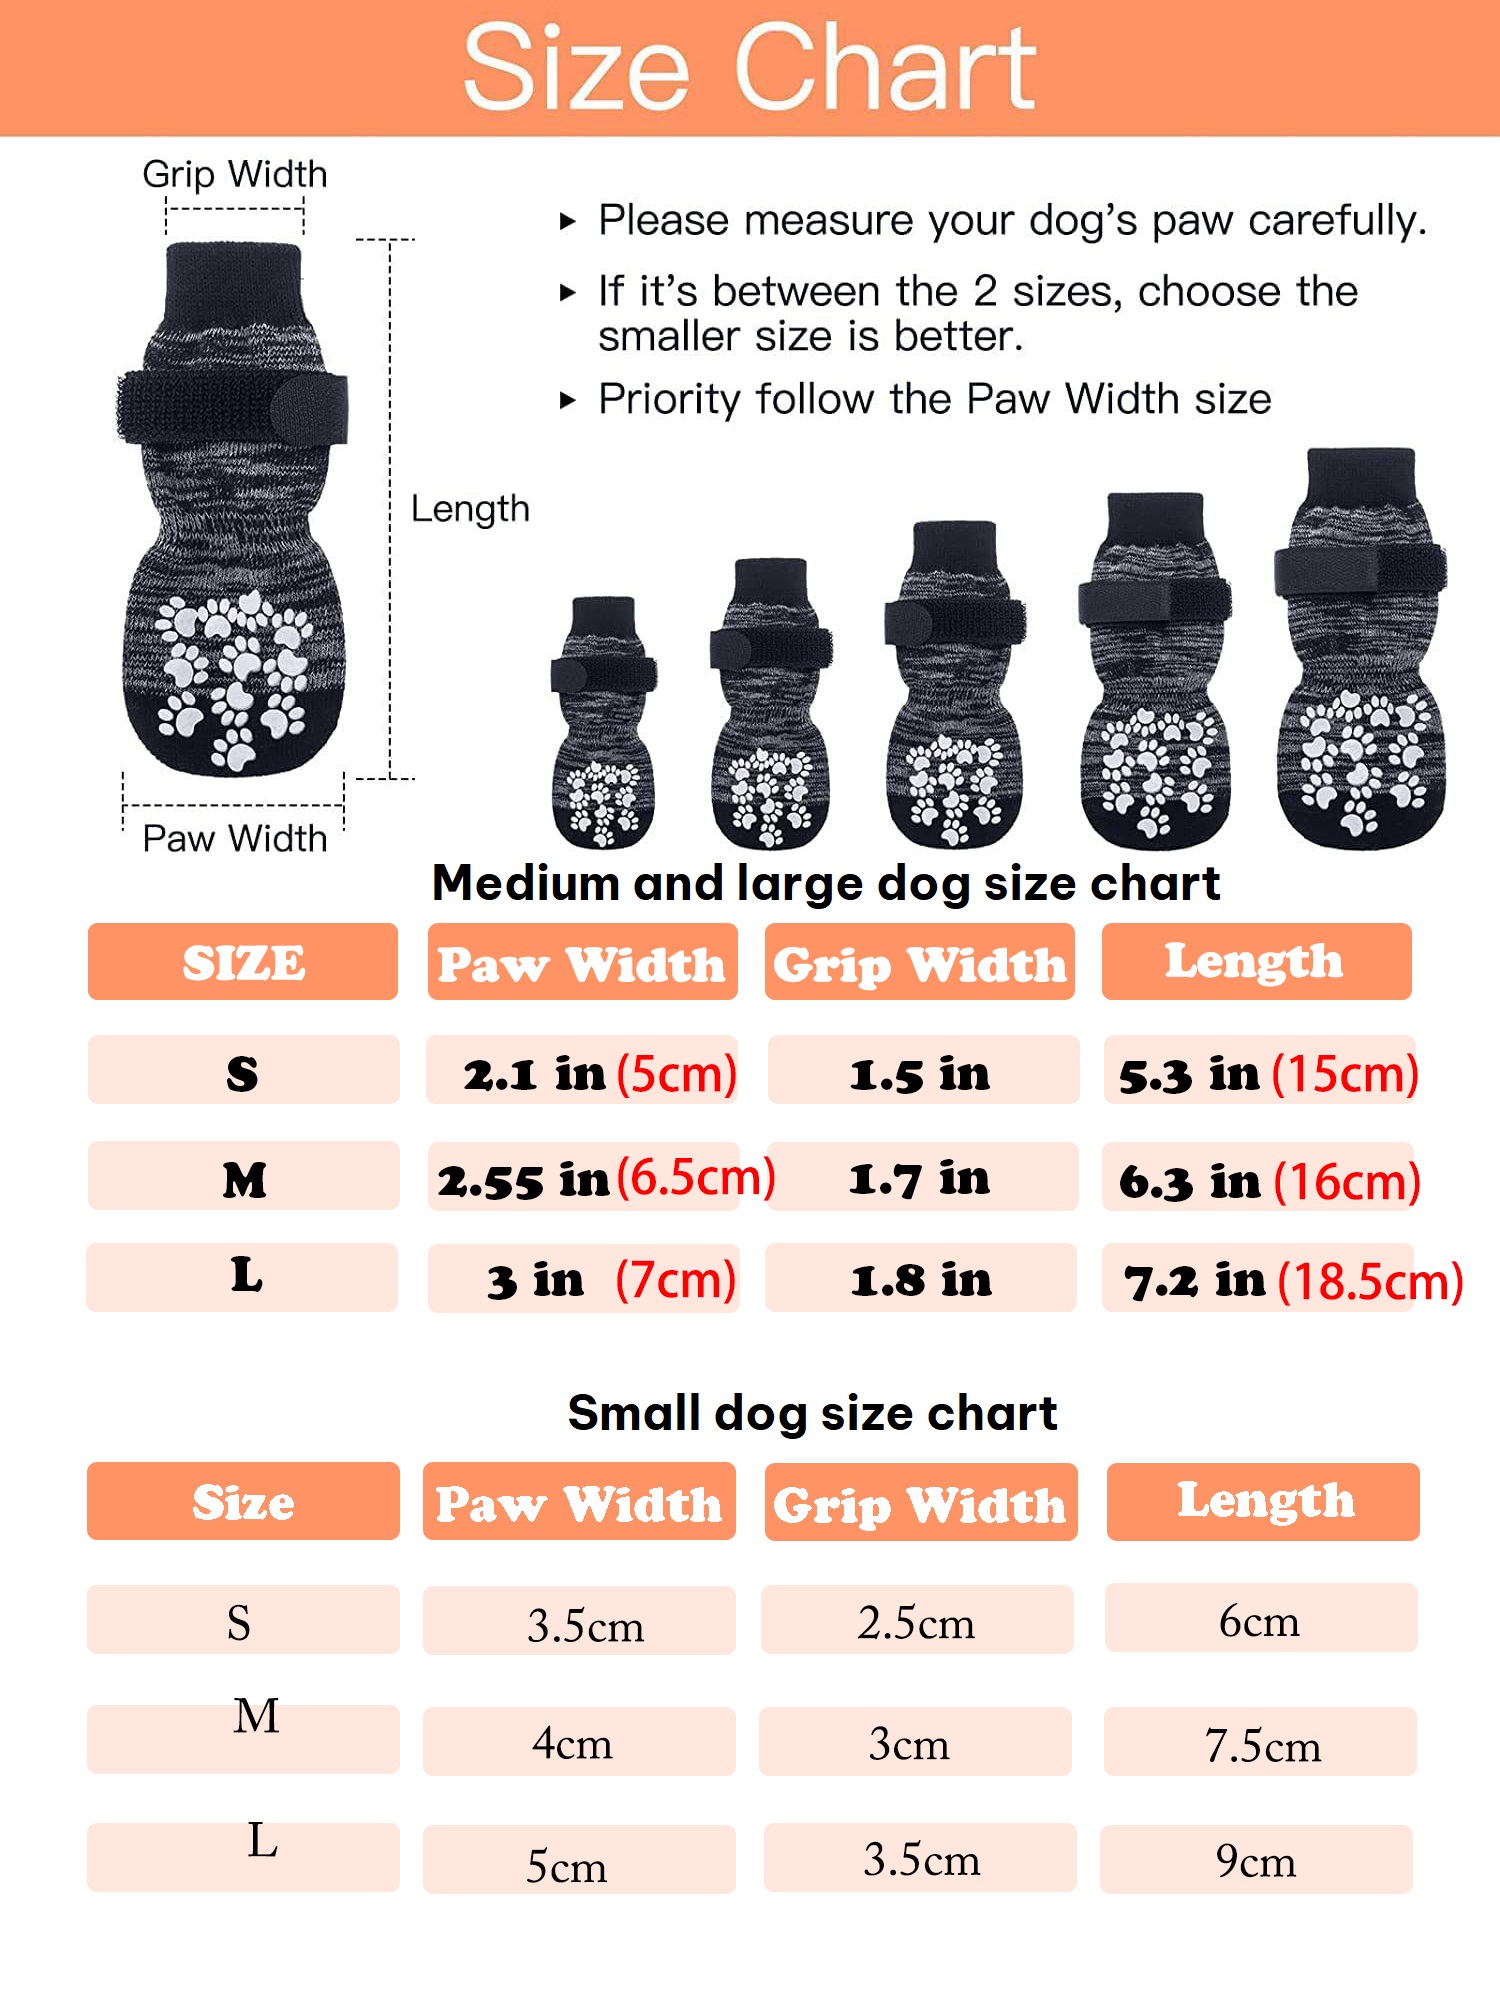 Size Chart
Grip Width
▸ Please measure your dog's paw carefully.
▸ If it's between the 2 sizes, choose the
smaller size is better.
▸ Priority follow the Paw Width size
Length
Paw Width
Medium and large dog size chart
SIZE Paw Width Grip Width Length
S 2.1 in (5cm) 1.5 in 5.3 in (15cm)
M 2.55 in (6.5cm) 1.7 in 6.3 in (16cm)
L 3 in (7cm) 1.8 in 7.2 in (18.5cm)
Small dog size chart
Size Paw Width Grip Width Length
S 3.5cm 2.5cm 6cm
M 4cm 3cm 7.5cm
L 5cm 3.5cm 9cm